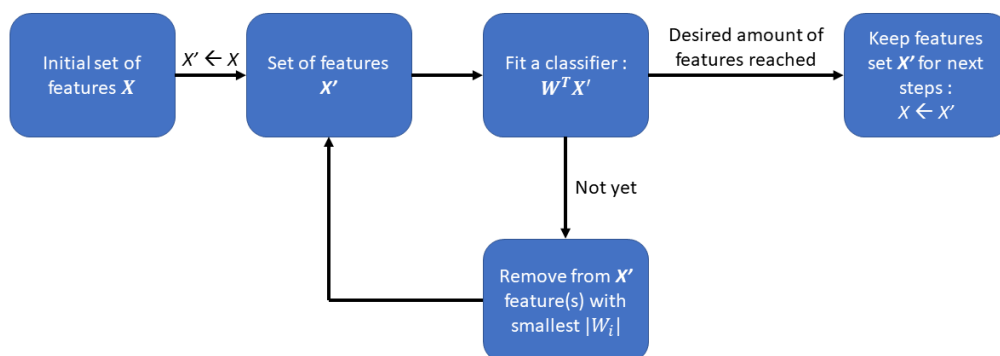 Initial set of
features X
X' ← X
Set of features
X'
Fit a classifier :
W^T X'
Desired amount of
features reached
Keep features
set X' for next
steps :
X ← X'
Not yet
Remove from X'
feature(s) with
smallest |W_i|